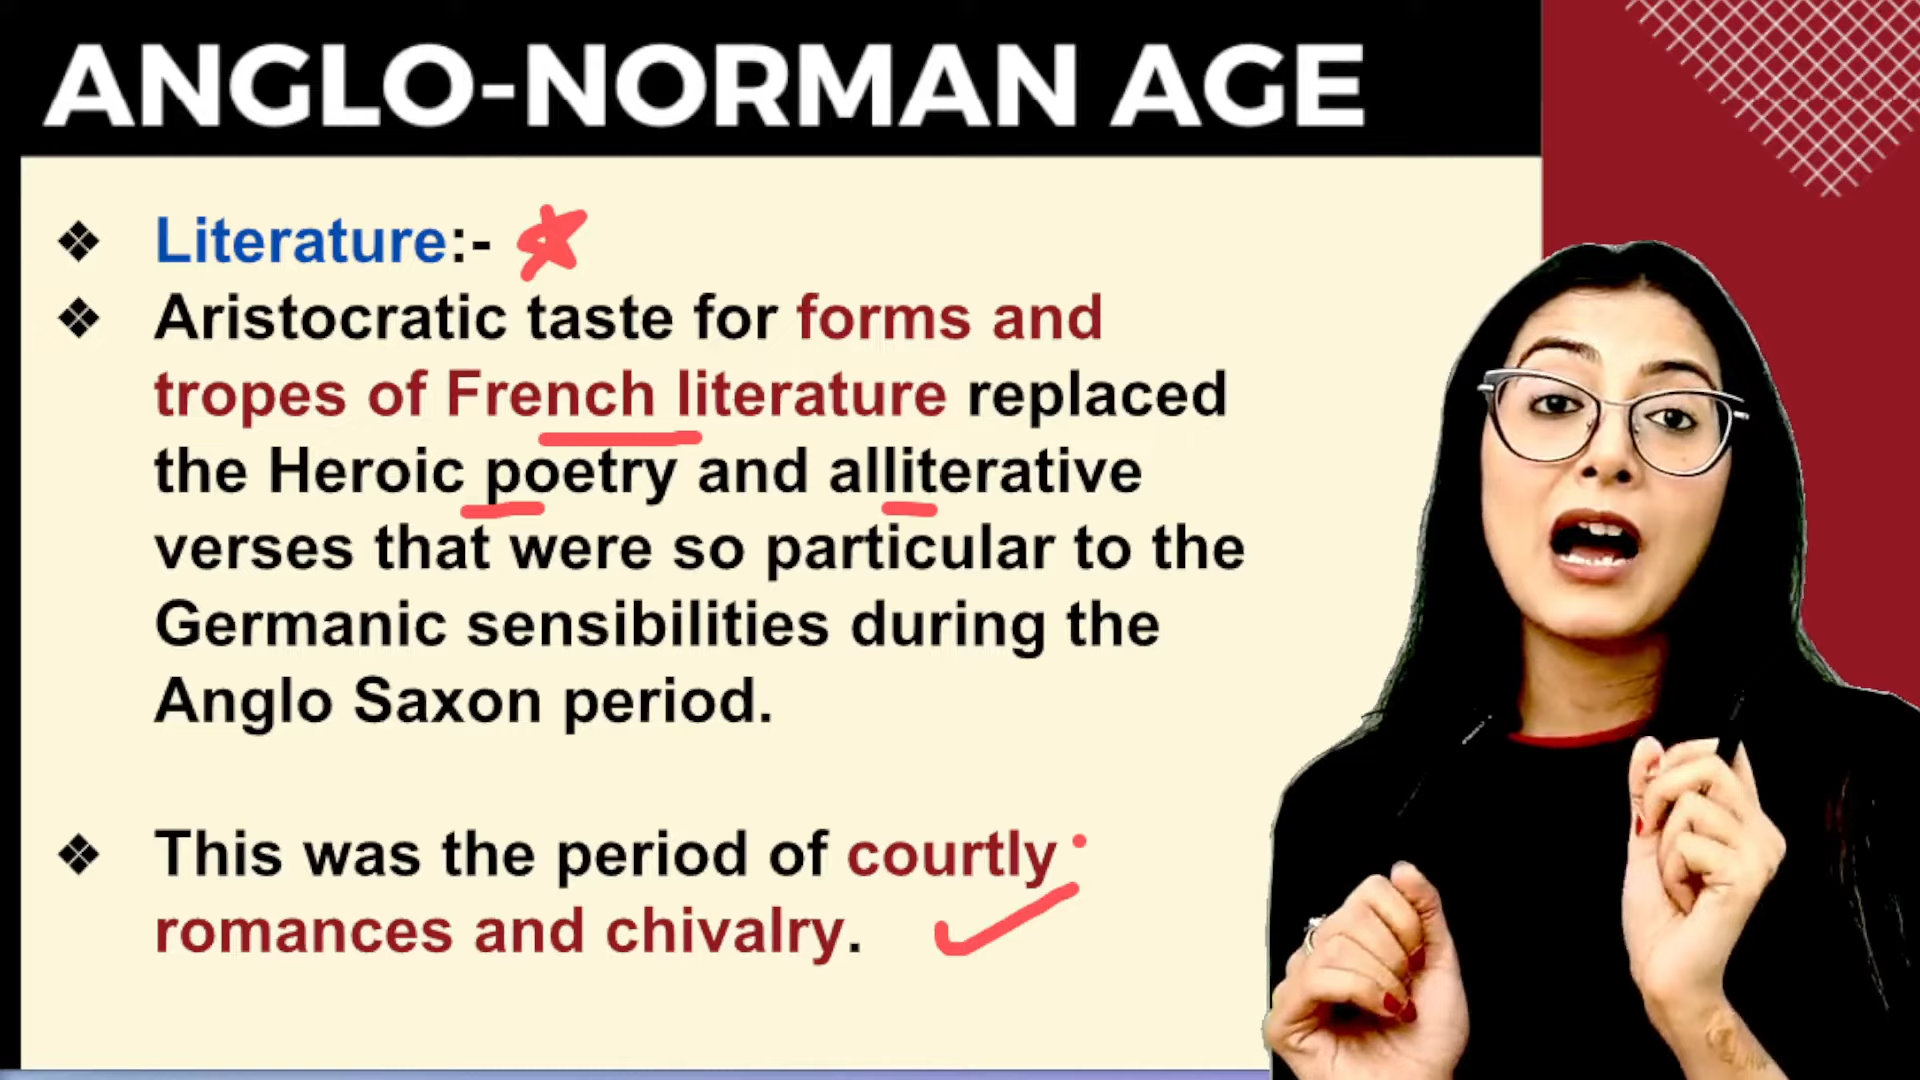 ANGLO-NORMAN AGE
❖ Literature:-
❖ Aristocratic taste for forms and
tropes of French literature replaced
the Heroic poetry and alliterative
verses that were so particular to the
Germanic sensibilities during the
Anglo Saxon period.
❖ This was the period of courtly
romances and chivalry.